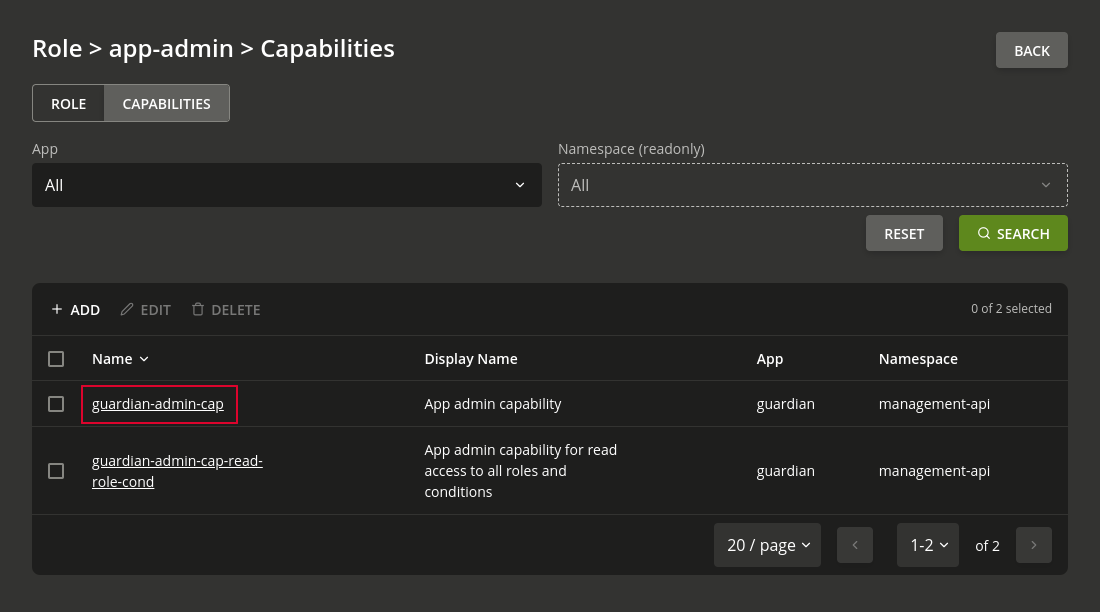 Role > app-admin > Capabilities
BACK
ROLE
CAPABILITIES
App
Namespace (readonly)
All
All
RESET
SEARCH
ADD
EDIT
DELETE
0 of 2 selected
Name
Display Name
App
Namespace
guardian-admin-cap
App admin capability
guardian
management-api
guardian-admin-cap-read-
role-cond
App admin capability for read
access to all roles and
conditions
guardian
management-api
20 / page
1-2
of 2